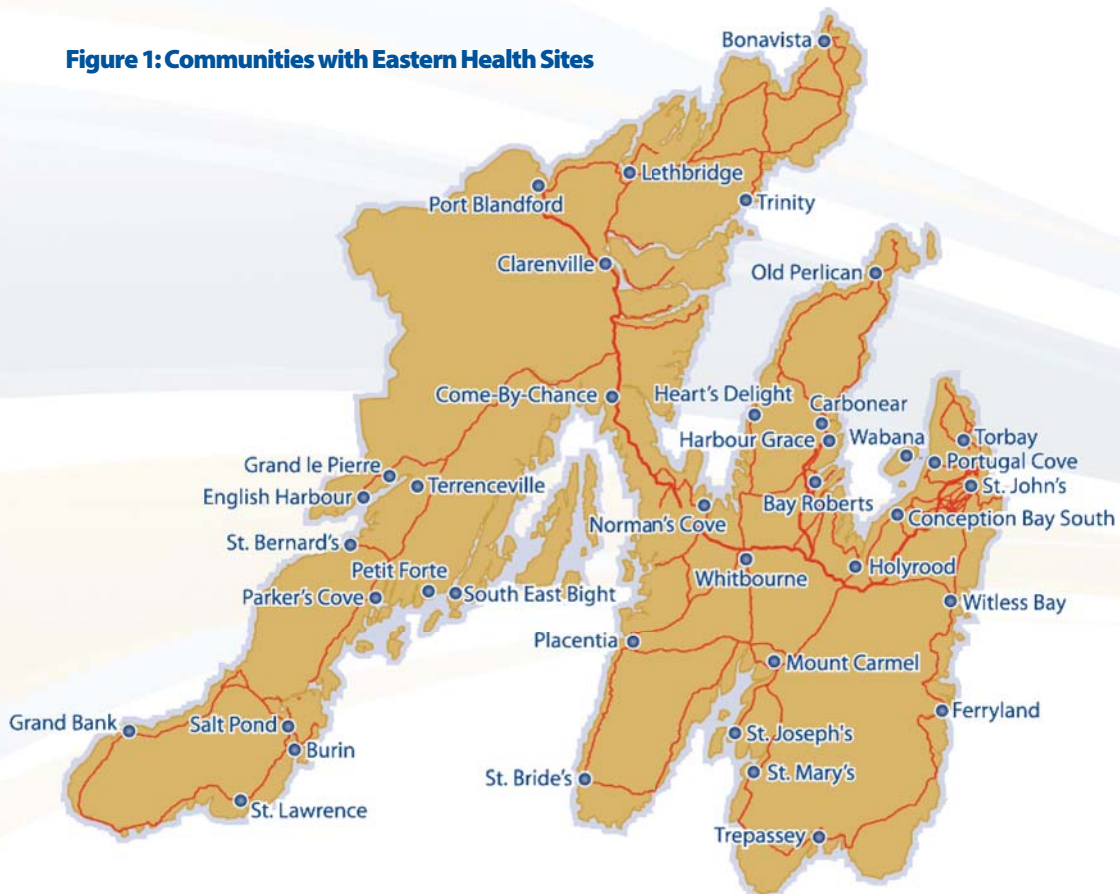 Figure 1: Communities with Eastern Health Sites
Bonavista
Lethbridge
Port Blandford
Trinity
Clarenville
Old Perlican
Come-By-Chance
Heart's Delight
Carbonear
Harbour Grace
Wabana
Torbay
Portugal Cove
Grand le Pierre
Terrenceville
St. John's
English Harbour
Bay Roberts
Norman's Cove
Conception Bay South
St. Bernard's
Petit Forte
Whitbourne
Holyrood
Parker's Cove
South East Bight
Witless Bay
Placentia
Mount Carmel
Grand Bank
Salt Pond
Ferryland
Burin
St. Joseph's
St. Bride's
St. Mary's
St. Lawrence
Trepassey